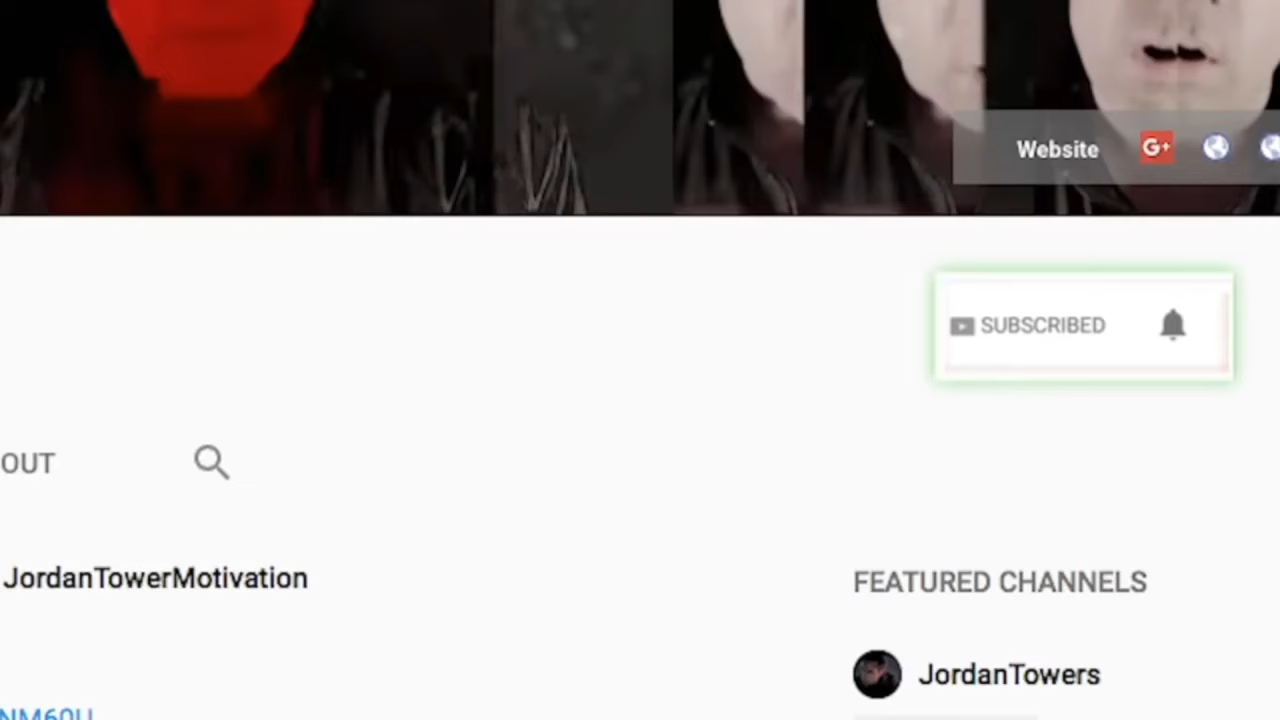 Website G+
SUBSCRIBED
OUT
JordanTowerMotivation
FEATURED CHANNELS
JordanTowers